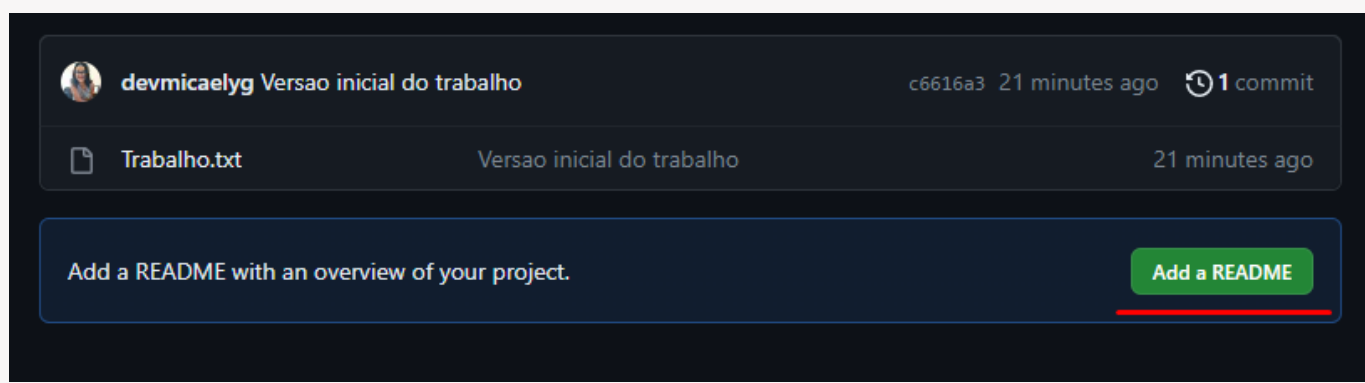 devmicaelyg Versao inicial do trabalho c6616a3 21 minutes ago 1 commit
Trabalho.txt Versao inicial do trabalho 21 minutes ago
Add a README with an overview of your project. Add a README